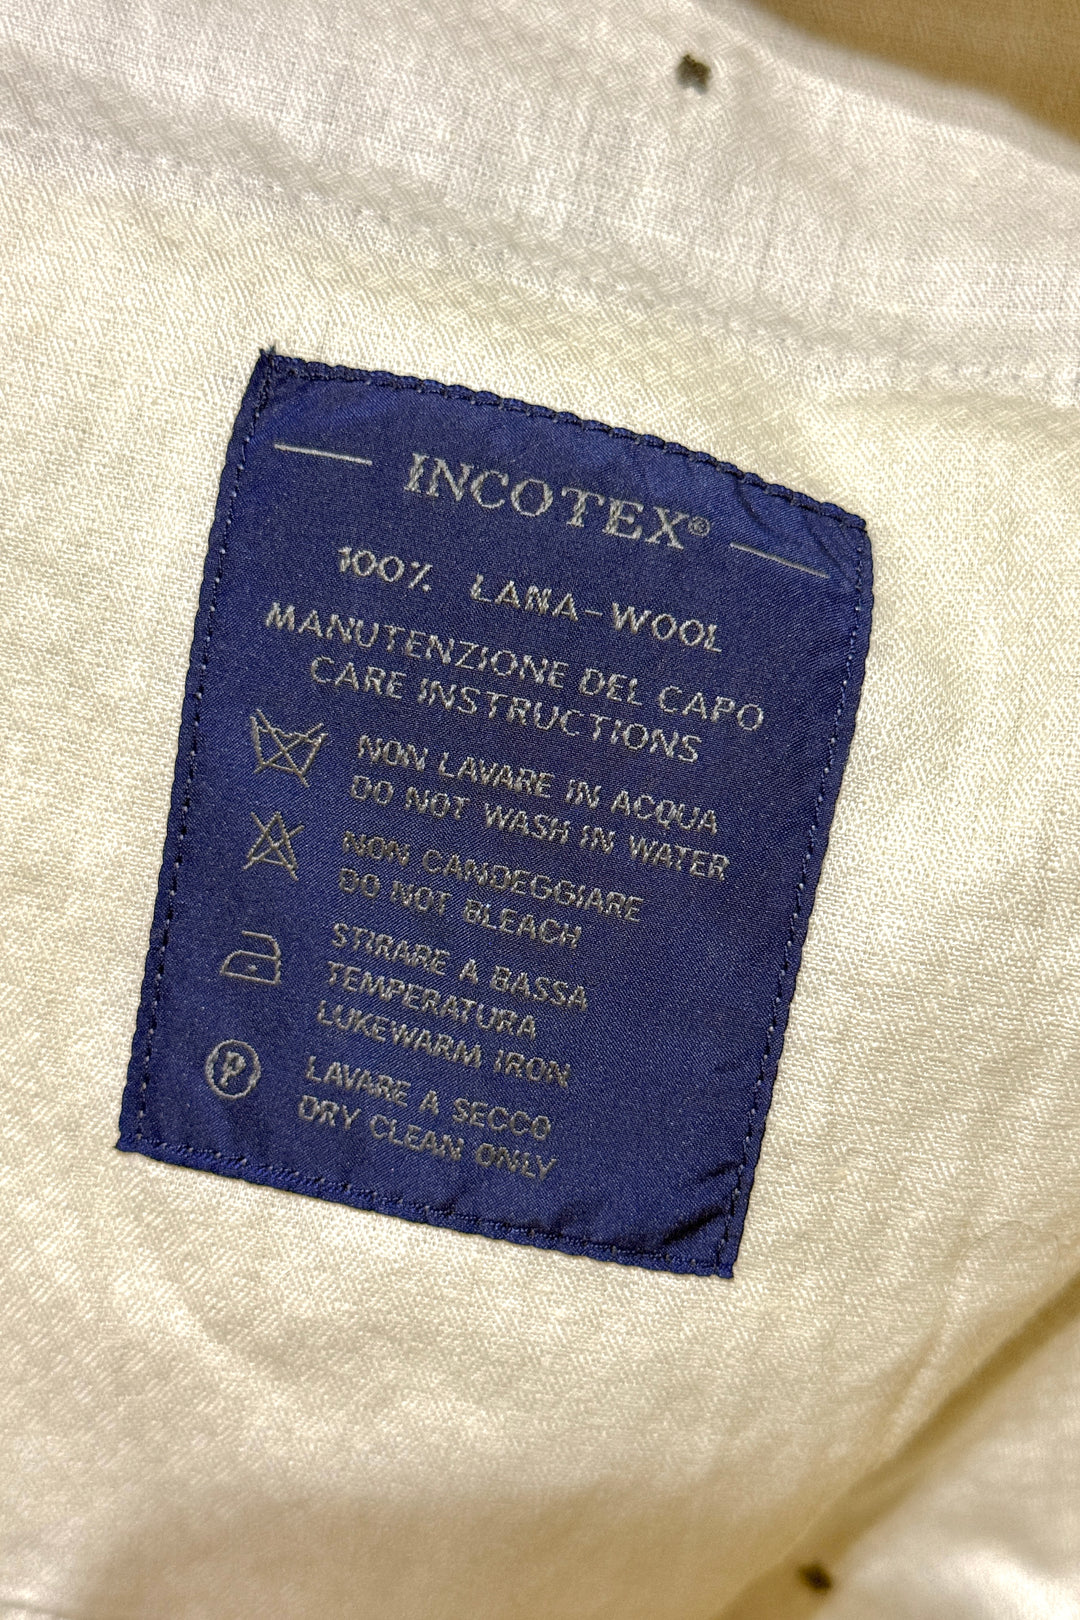 INCOTEX®
100% LANA-WOOL
MANUTENZIONE DEL CAPO
CARE INSTRUCTIONS
NON LAVARE IN ACQUA
DO NOT WASH IN WATER
NON CANDEGGIARE
DO NOT BLEACH
STIRARE A BASSA
TEMPERATURA
LUKEWARM IRON
P
LAVARE A SECCO
DRY CLEAN ONLY